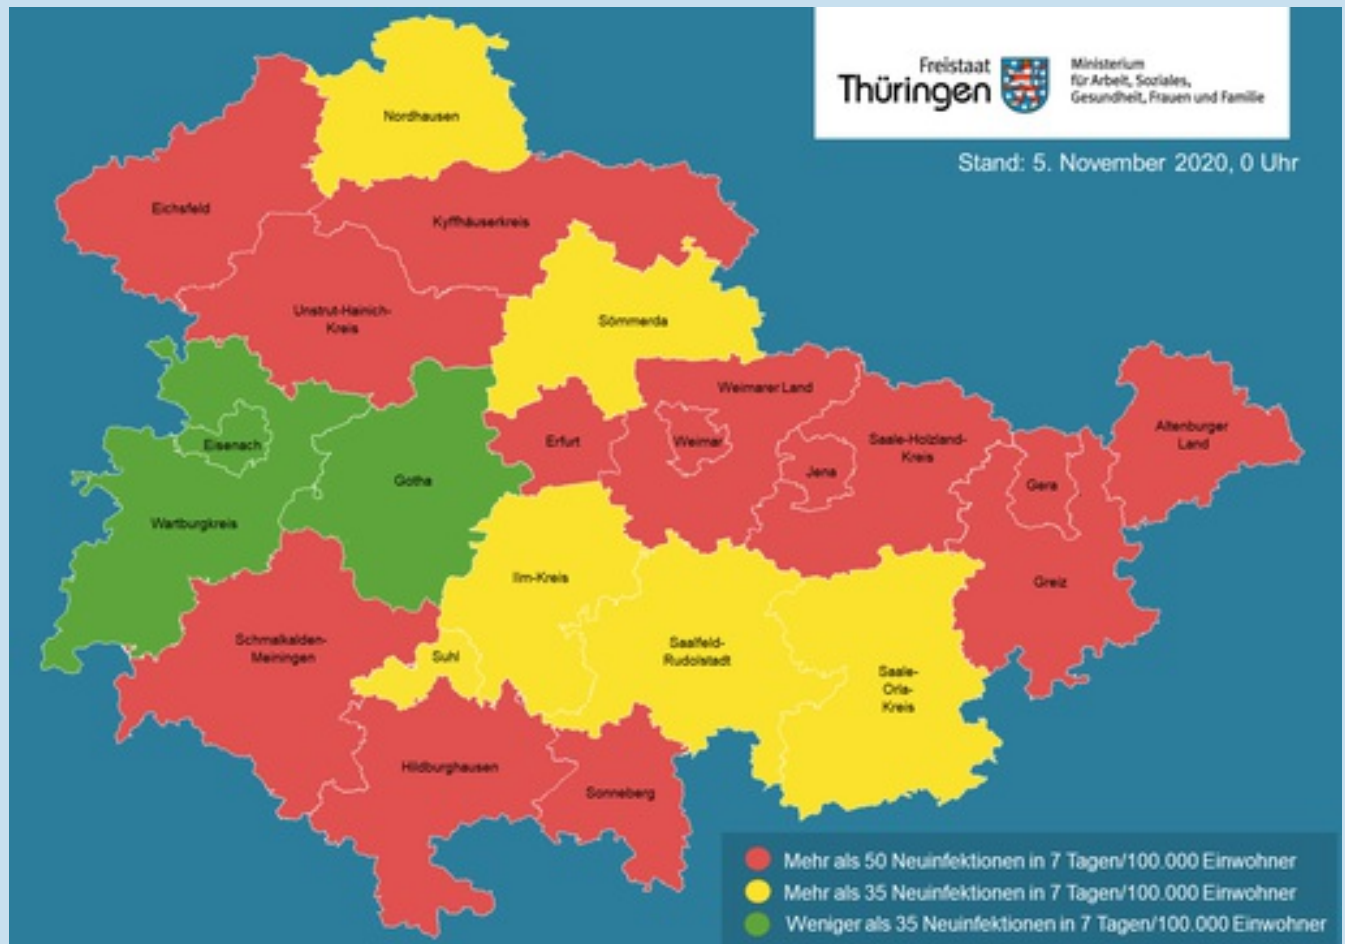 Freistaat
Thüringen
Ministerium
für Arbeit, Soziales,
Gesundheit, Frauen und Familie
Stand: 5. November 2020, 0 Uhr
Nordhausen
Eichsfeld
Kyffhäuserkreis
Unstrut-Hainich-
Kreis
Sömmerda
Weimarer Land
Altenburger
Land
Eisenach
Erfurt
Weimar
Saale-Holzland-
Kreis
Jena
Gotha
Gera
Wartburgkreis
Ilm-Kreis
Greiz
Schmalkalden-
Meiningen
Suhl
Saalfeld-
Rudolstadt
Saale-
Orla-
Kreis
Hildburghausen
Sonneberg
Mehr als 50 Neuinfektionen in 7 Tagen/100.000 Einwohner
Mehr als 35 Neuinfektionen in 7 Tagen/100.000 Einwohner
Weniger als 35 Neuinfektionen in 7 Tagen/100.000 Einwohner